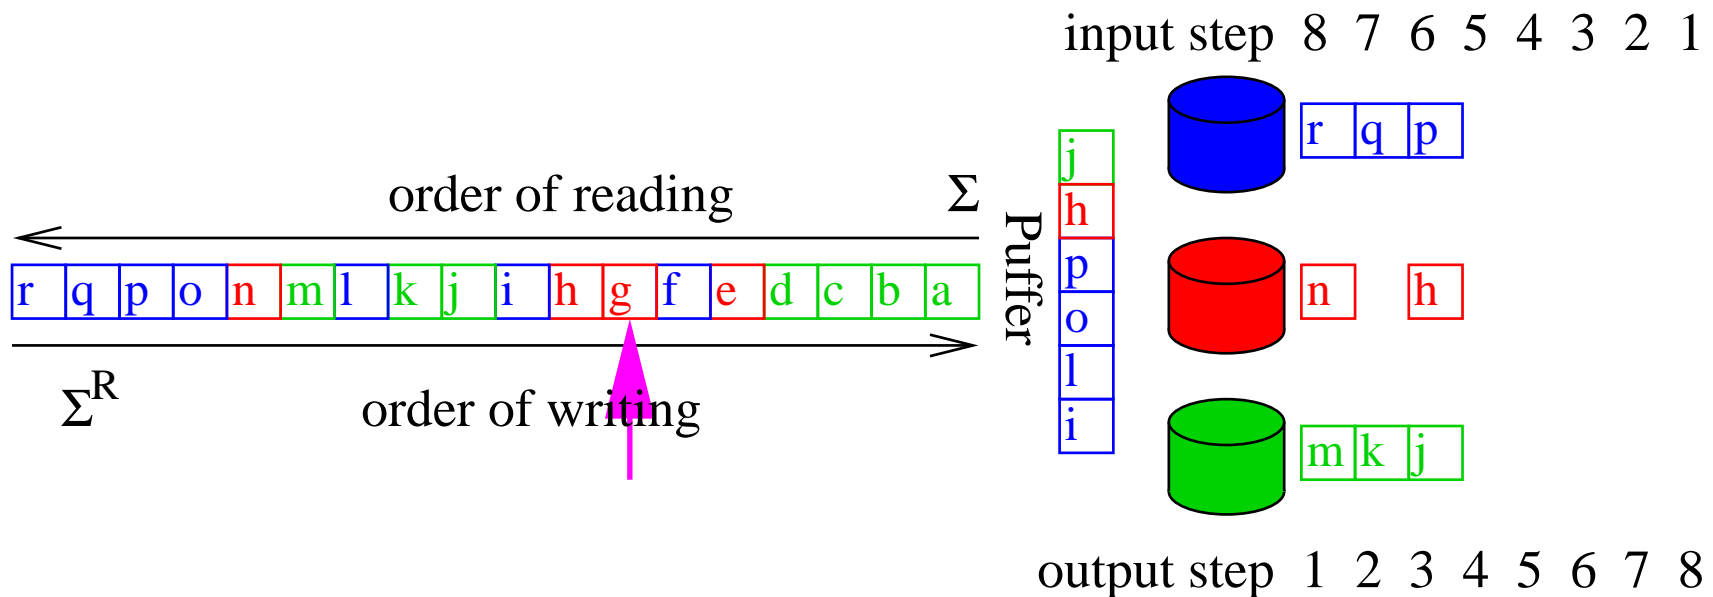 input step 8 7 6 5 4 3 2 1
order of reading Σ
r q p o n m l k j i h g f e d c b a
Σ^R order of writing
Puffer
j
h
p
o
l
i
r q p
n h
m k j
output step 1 2 3 4 5 6 7 8